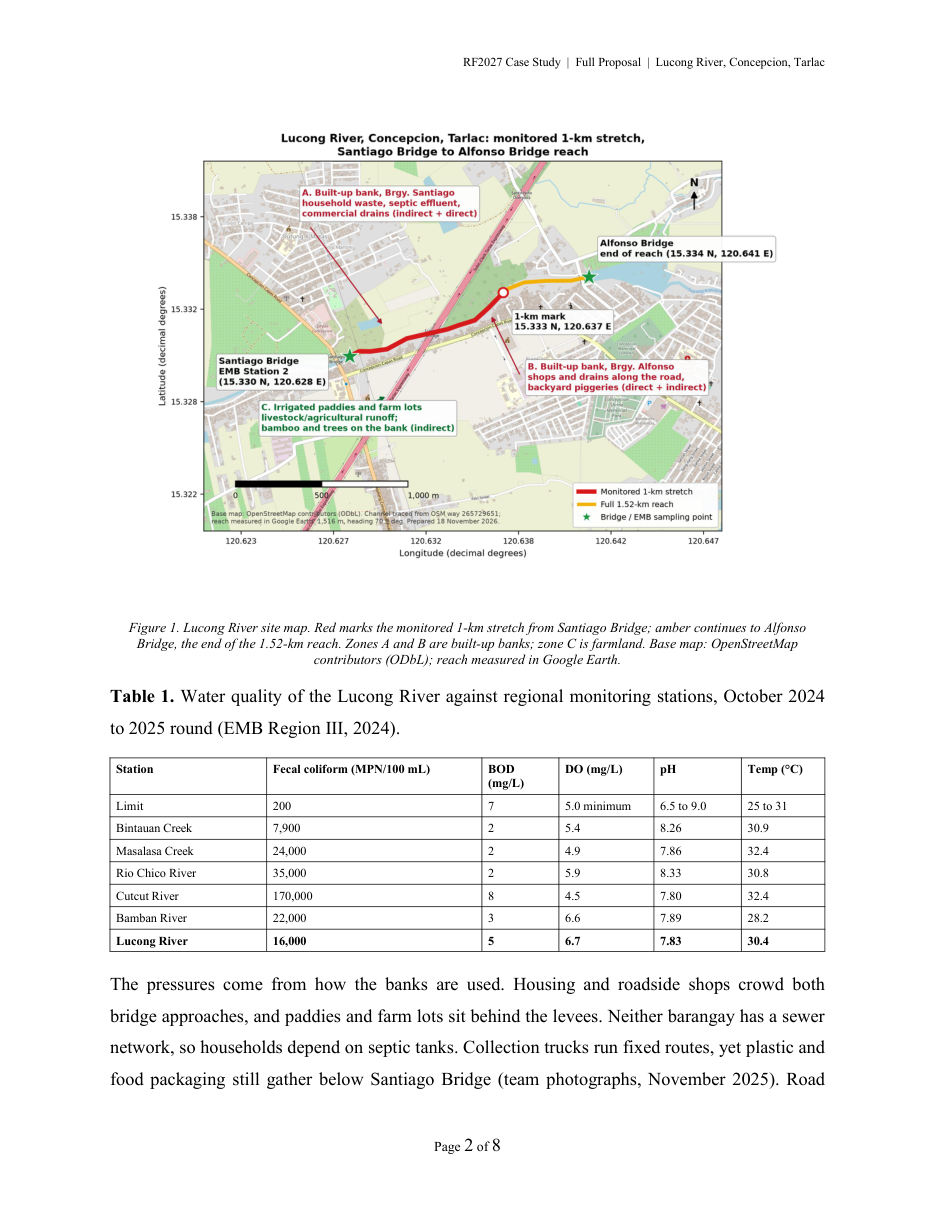 RF2027 Case Study | Full Proposal | Lucong River, Concepcion, Tarlac
Lucong River, Concepcion, Tarlac: monitored 1-km stretch,
Santiago Bridge to Alfonso Bridge reach
A. Built-up bank, Brgy. Santiago
household waste, septic effluent,
commercial drains (indirect + direct)
N
Alfonso Bridge
end of reach (15.334 N, 120.641 E)
1-km mark
15.333 N, 120.637 E
Santiago Bridge
EMB Station 2
(15.330 N, 120.628 E)
B. Built-up bank, Brgy. Alfonso
shops and drains along the road,
backyard piggeries (direct + indirect)
C. Irrigated paddies and farm lots
livestock/agricultural runoff;
bamboo and trees on the bank (indirect)
0 500 1,000 m
Monitored 1-km stretch
Full 1.52-km reach
Bridge / EMB sampling point
Base map: OpenStreetMap contributors (ODbL). Channel traced from OSM way 265729651;
reach measured in Google Earth: 1,516 m, heading deg. Prepared 18 November 2026.
15.338
15.332
15.328
15.322
Latitude (decimal degrees)
120.623 120.627 120.632 120.638 120.642 120.647
Longitude (decimal degrees)
Figure 1. Lucong River site map. Red marks the monitored 1-km stretch from Santiago Bridge; amber continues to Alfonso
Bridge, the end of the 1.52-km reach. Zones A and B are built-up banks; zone C is farmland. Base map: OpenStreetMap
contributors (ODbL); reach measured in Google Earth.
Table 1. Water quality of the Lucong River against regional monitoring stations, October 2024
to 2025 round (EMB Region III, 2024).
Station Fecal coliform (MPN/100 mL) BOD (mg/L) DO (mg/L) pH Temp (°C)
Limit 200 7 5.0 minimum 6.5 to 9.0 25 to 31
Bintauan Creek 7,900 2 5.4 8.26 30.9
Masalasa Creek 24,000 2 4.9 7.86 32.4
Rio Chico River 35,000 2 5.9 8.33 30.8
Cutcut River 170,000 8 4.5 7.80 32.4
Bamban River 22,000 3 6.6 7.89 28.2
Lucong River 16,000 5 6.7 7.83 30.4
The pressures come from how the banks are used. Housing and roadside shops crowd both
bridge approaches, and paddies and farm lots sit behind the levees. Neither barangay has a sewer
network, so households depend on septic tanks. Collection trucks run fixed routes, yet plastic and
food packaging still gather below Santiago Bridge (team photographs, November 2025). Road
Page 2 of 8